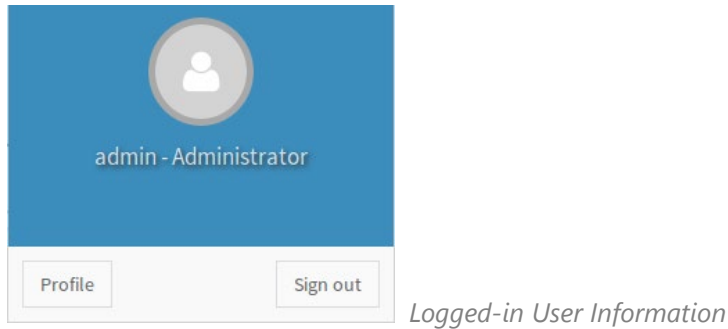 admin - Administrator
Profile
Sign out
Logged-in User Information